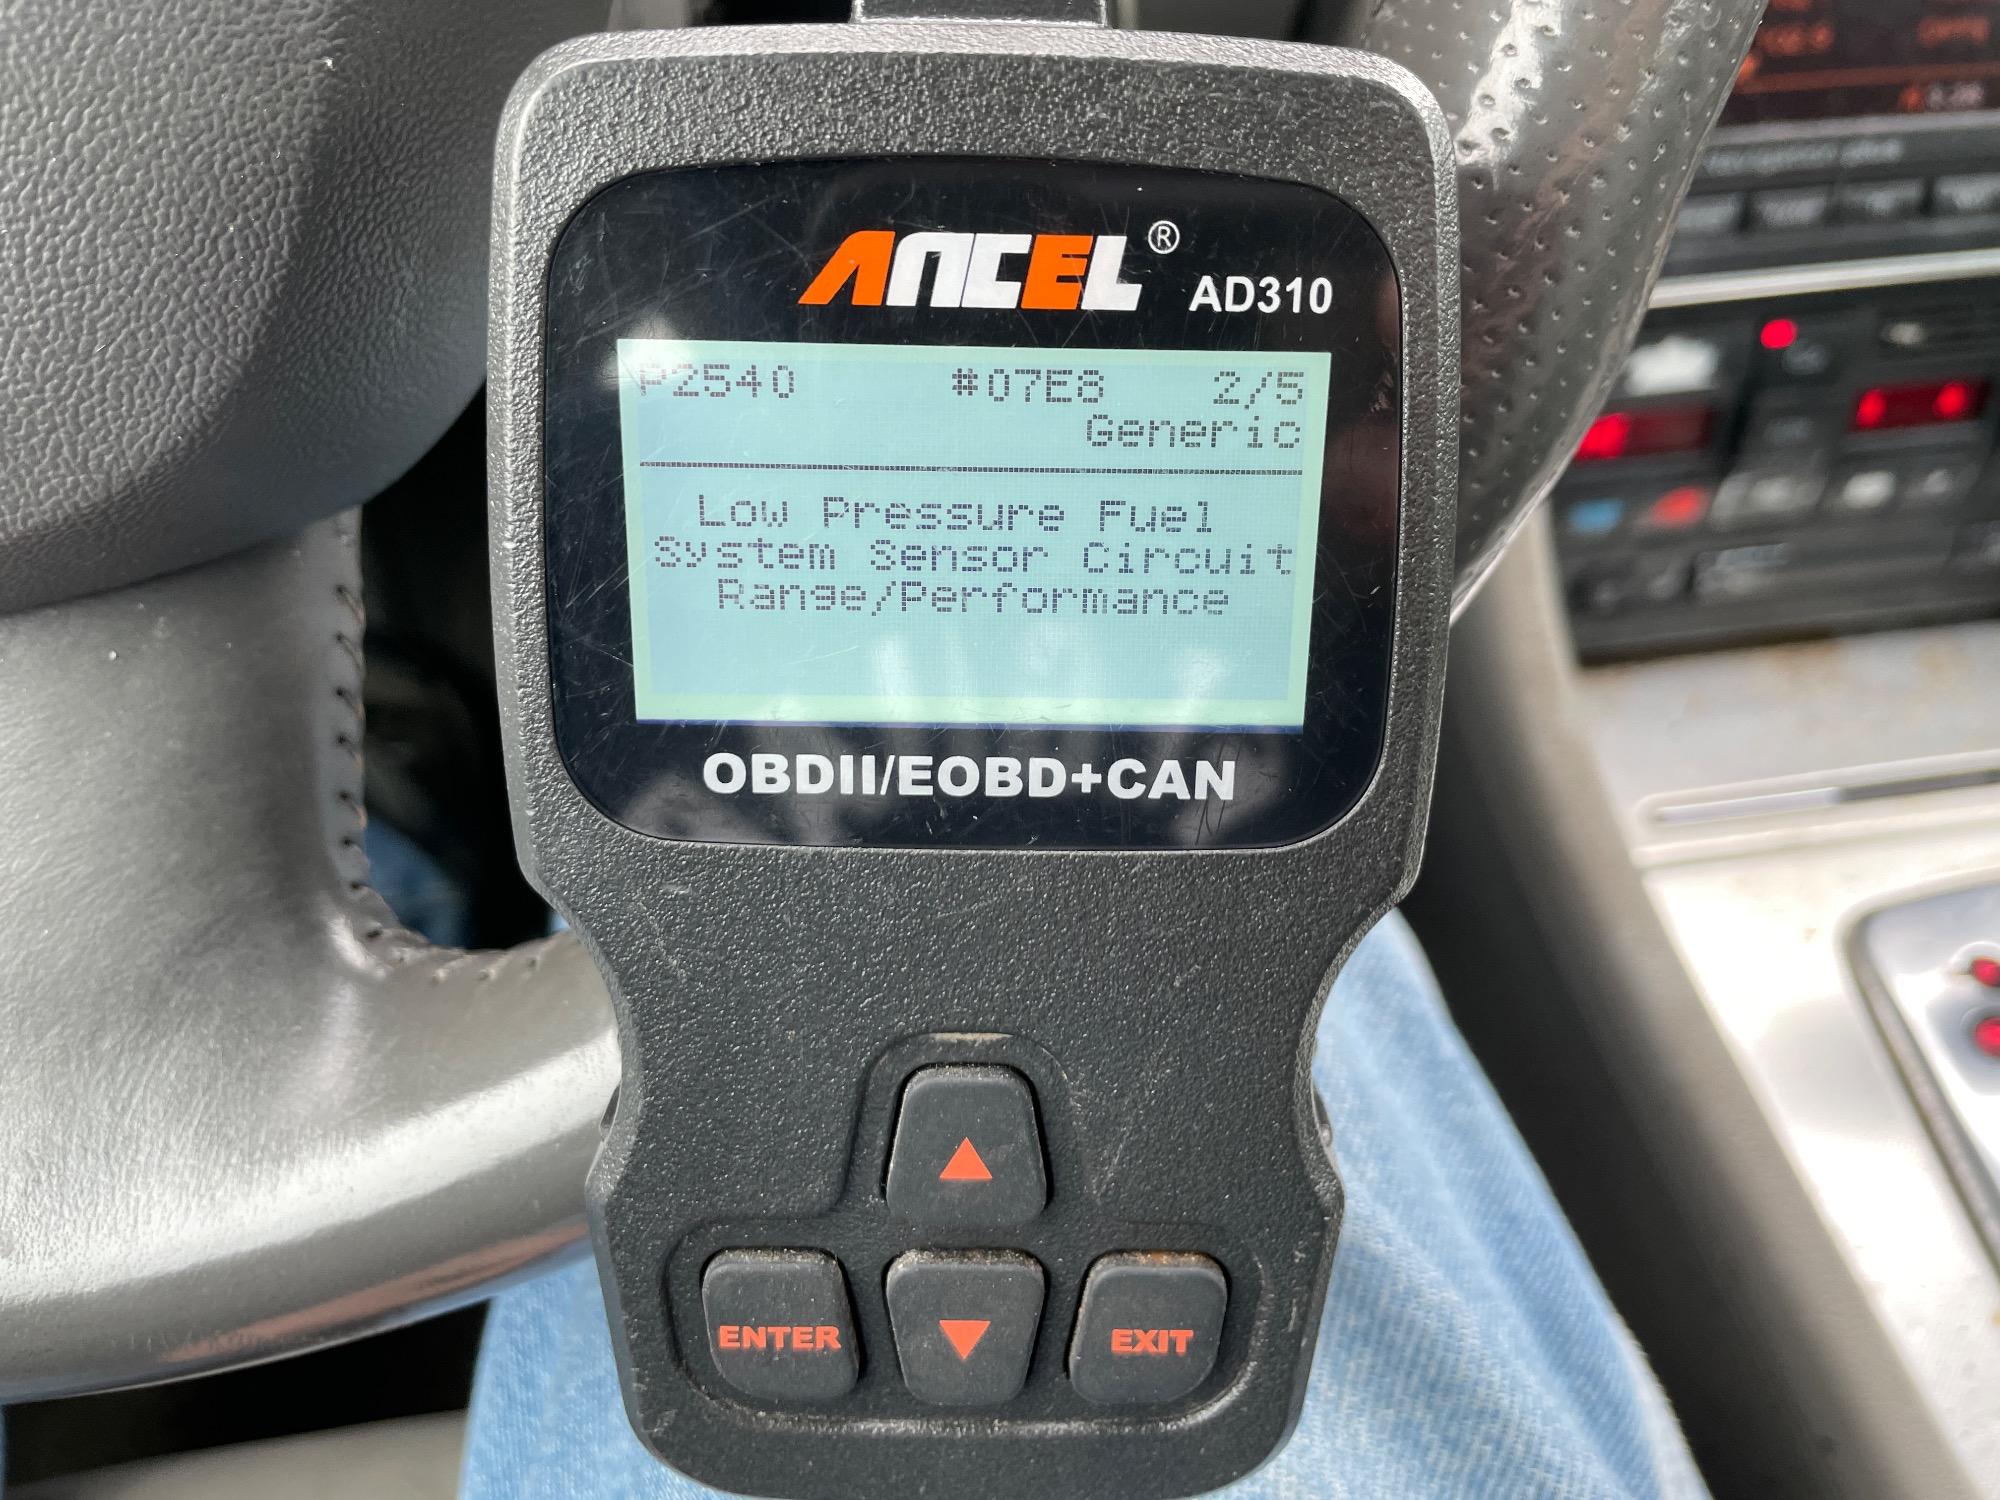 ANCEL® AD310
P2540 #07E8 2/5
Generic
Low Pressure Fuel
System Sensor Circuit
Range/Performance
OBDII/EOBD+CAN
ENTER EXIT